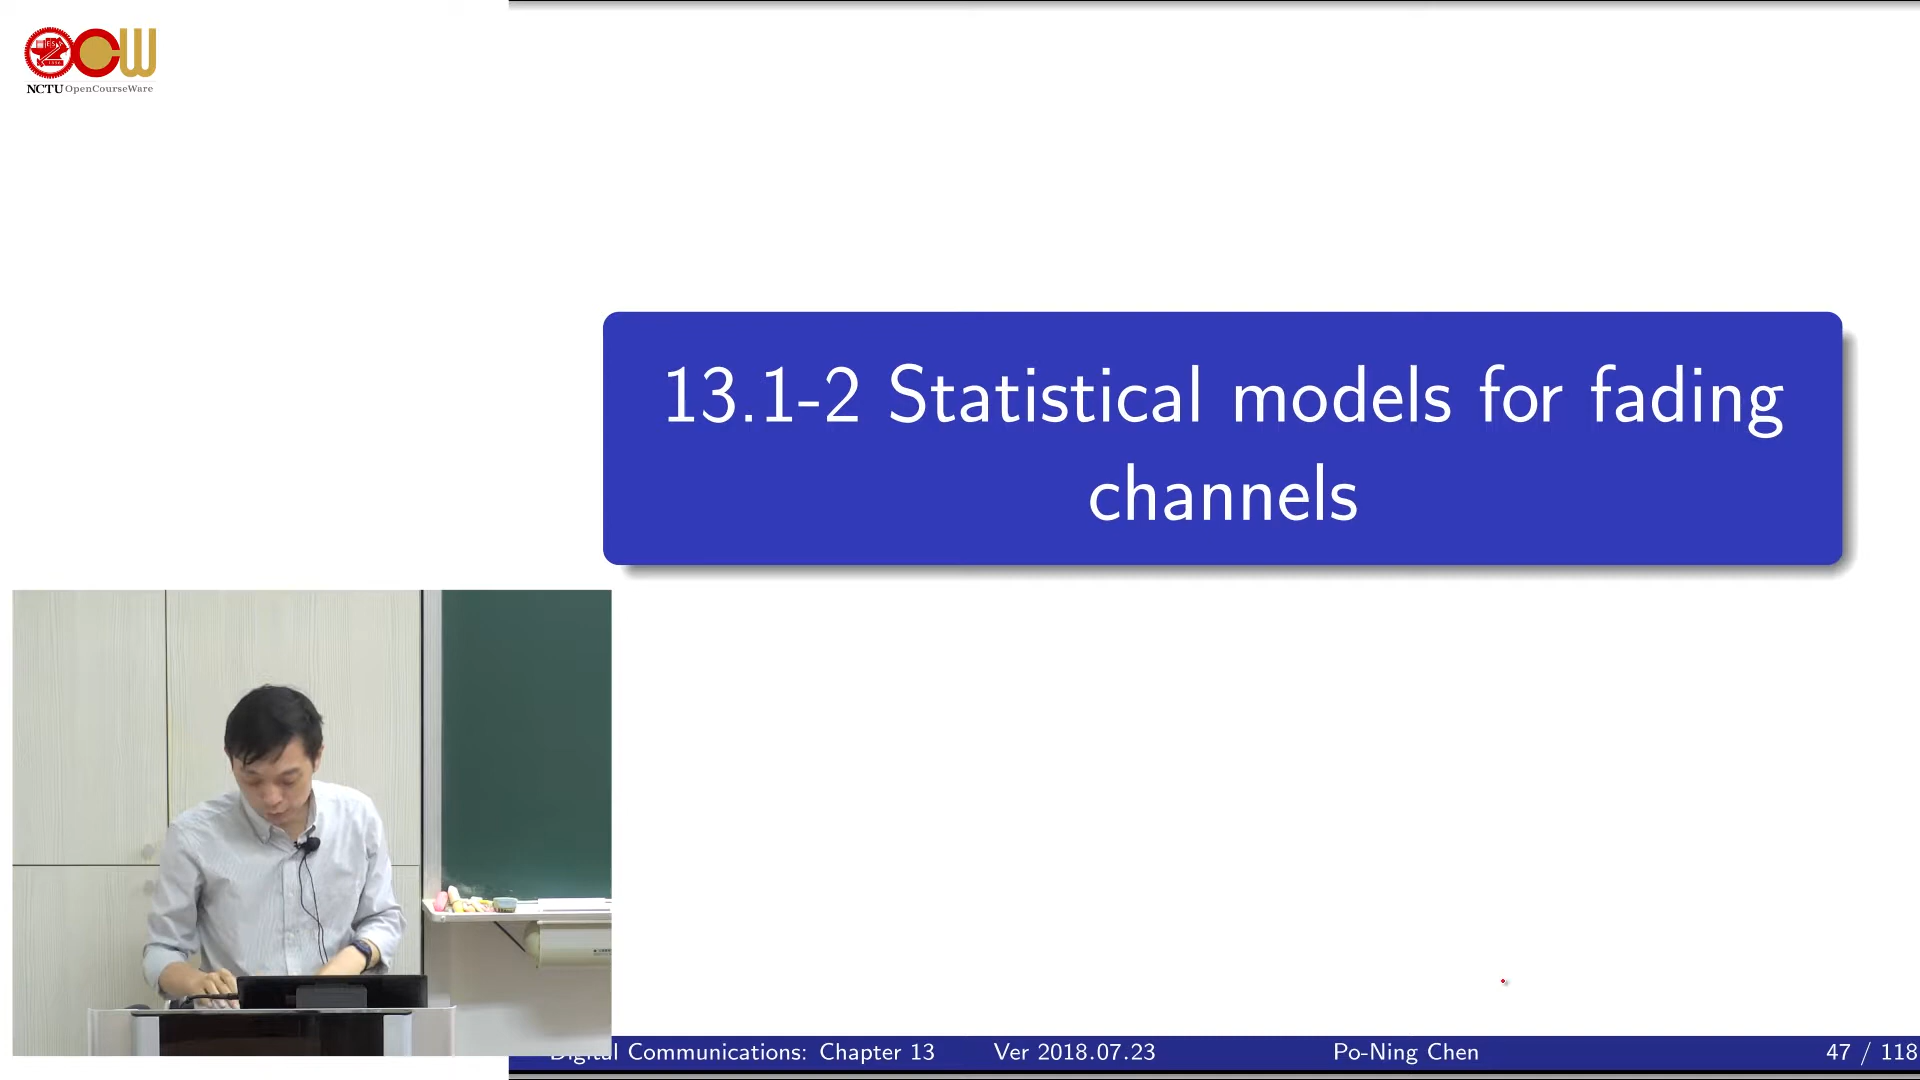 NCTU OpenCourseWare
13.1-2 Statistical models for fading
channels
Digital Communications: Chapter 13 Ver 2018.07.23 Po-Ning Chen 47 / 118